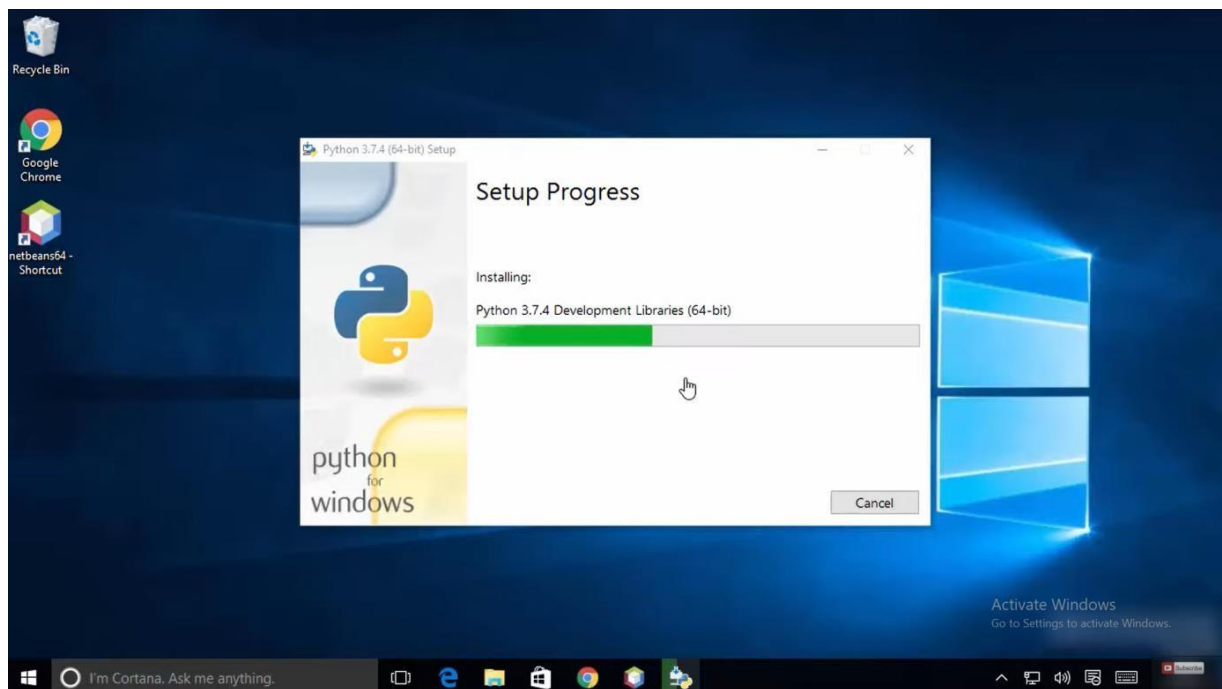 Recycle Bin
Google
Chrome
netbeans64 -
Shortcut
Python 3.7.4 (64-bit) Setup
Setup Progress
Installing:
Python 3.7.4 Development Libraries (64-bit)
python
for
windows
Cancel
Activate Windows
Go to Settings to activate Windows.
I'm Cortana. Ask me anything.
Subscribe